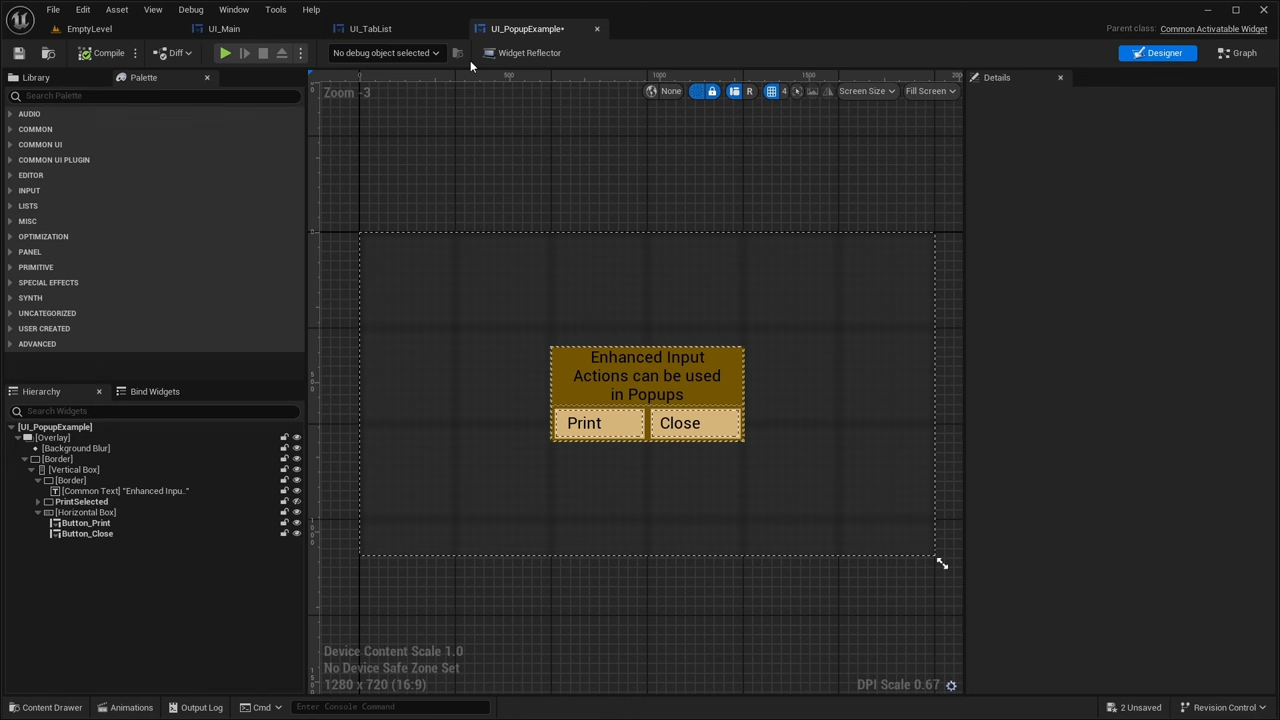 File Edit Asset View Debug Window Tools Help
EmptyLevel UI_Main UI_TabList UI_PopupExample* Parent class: Common Activatable Widget
Compile Diff No debug object selected Widget Reflector Designer Graph
Library Palette Details
Search Palette
Zoom -3 None R 4 Screen Size Fill Screen
0 500 1000 1500 200
AUDIO
COMMON
COMMON UI
COMMON UI PLUGIN
EDITOR
INPUT
LISTS
MISC
OPTIMIZATION
PANEL
PRIMITIVE
SPECIAL EFFECTS
SYNTH
UNCATEGORIZED
USER CREATED
ADVANCED
Enhanced Input
Actions can be used
in Popups
Print Close
Hierarchy Bind Widgets
Search Widgets
[UI_PopupExample]
[Overlay]
[Background Blur]
[Border]
[Vertical Box]
[Border]
[Common Text] "Enhanced Inpu.."
PrintSelected
[Horizontal Box]
Button_Print
Button_Close
Device Content Scale 1.0
No Device Safe Zone Set
1280 x 720 (16:9) DPI Scale 0.67
Content Drawer Animations Output Log Cmd Enter Console Command 2 Unsaved Revision Control